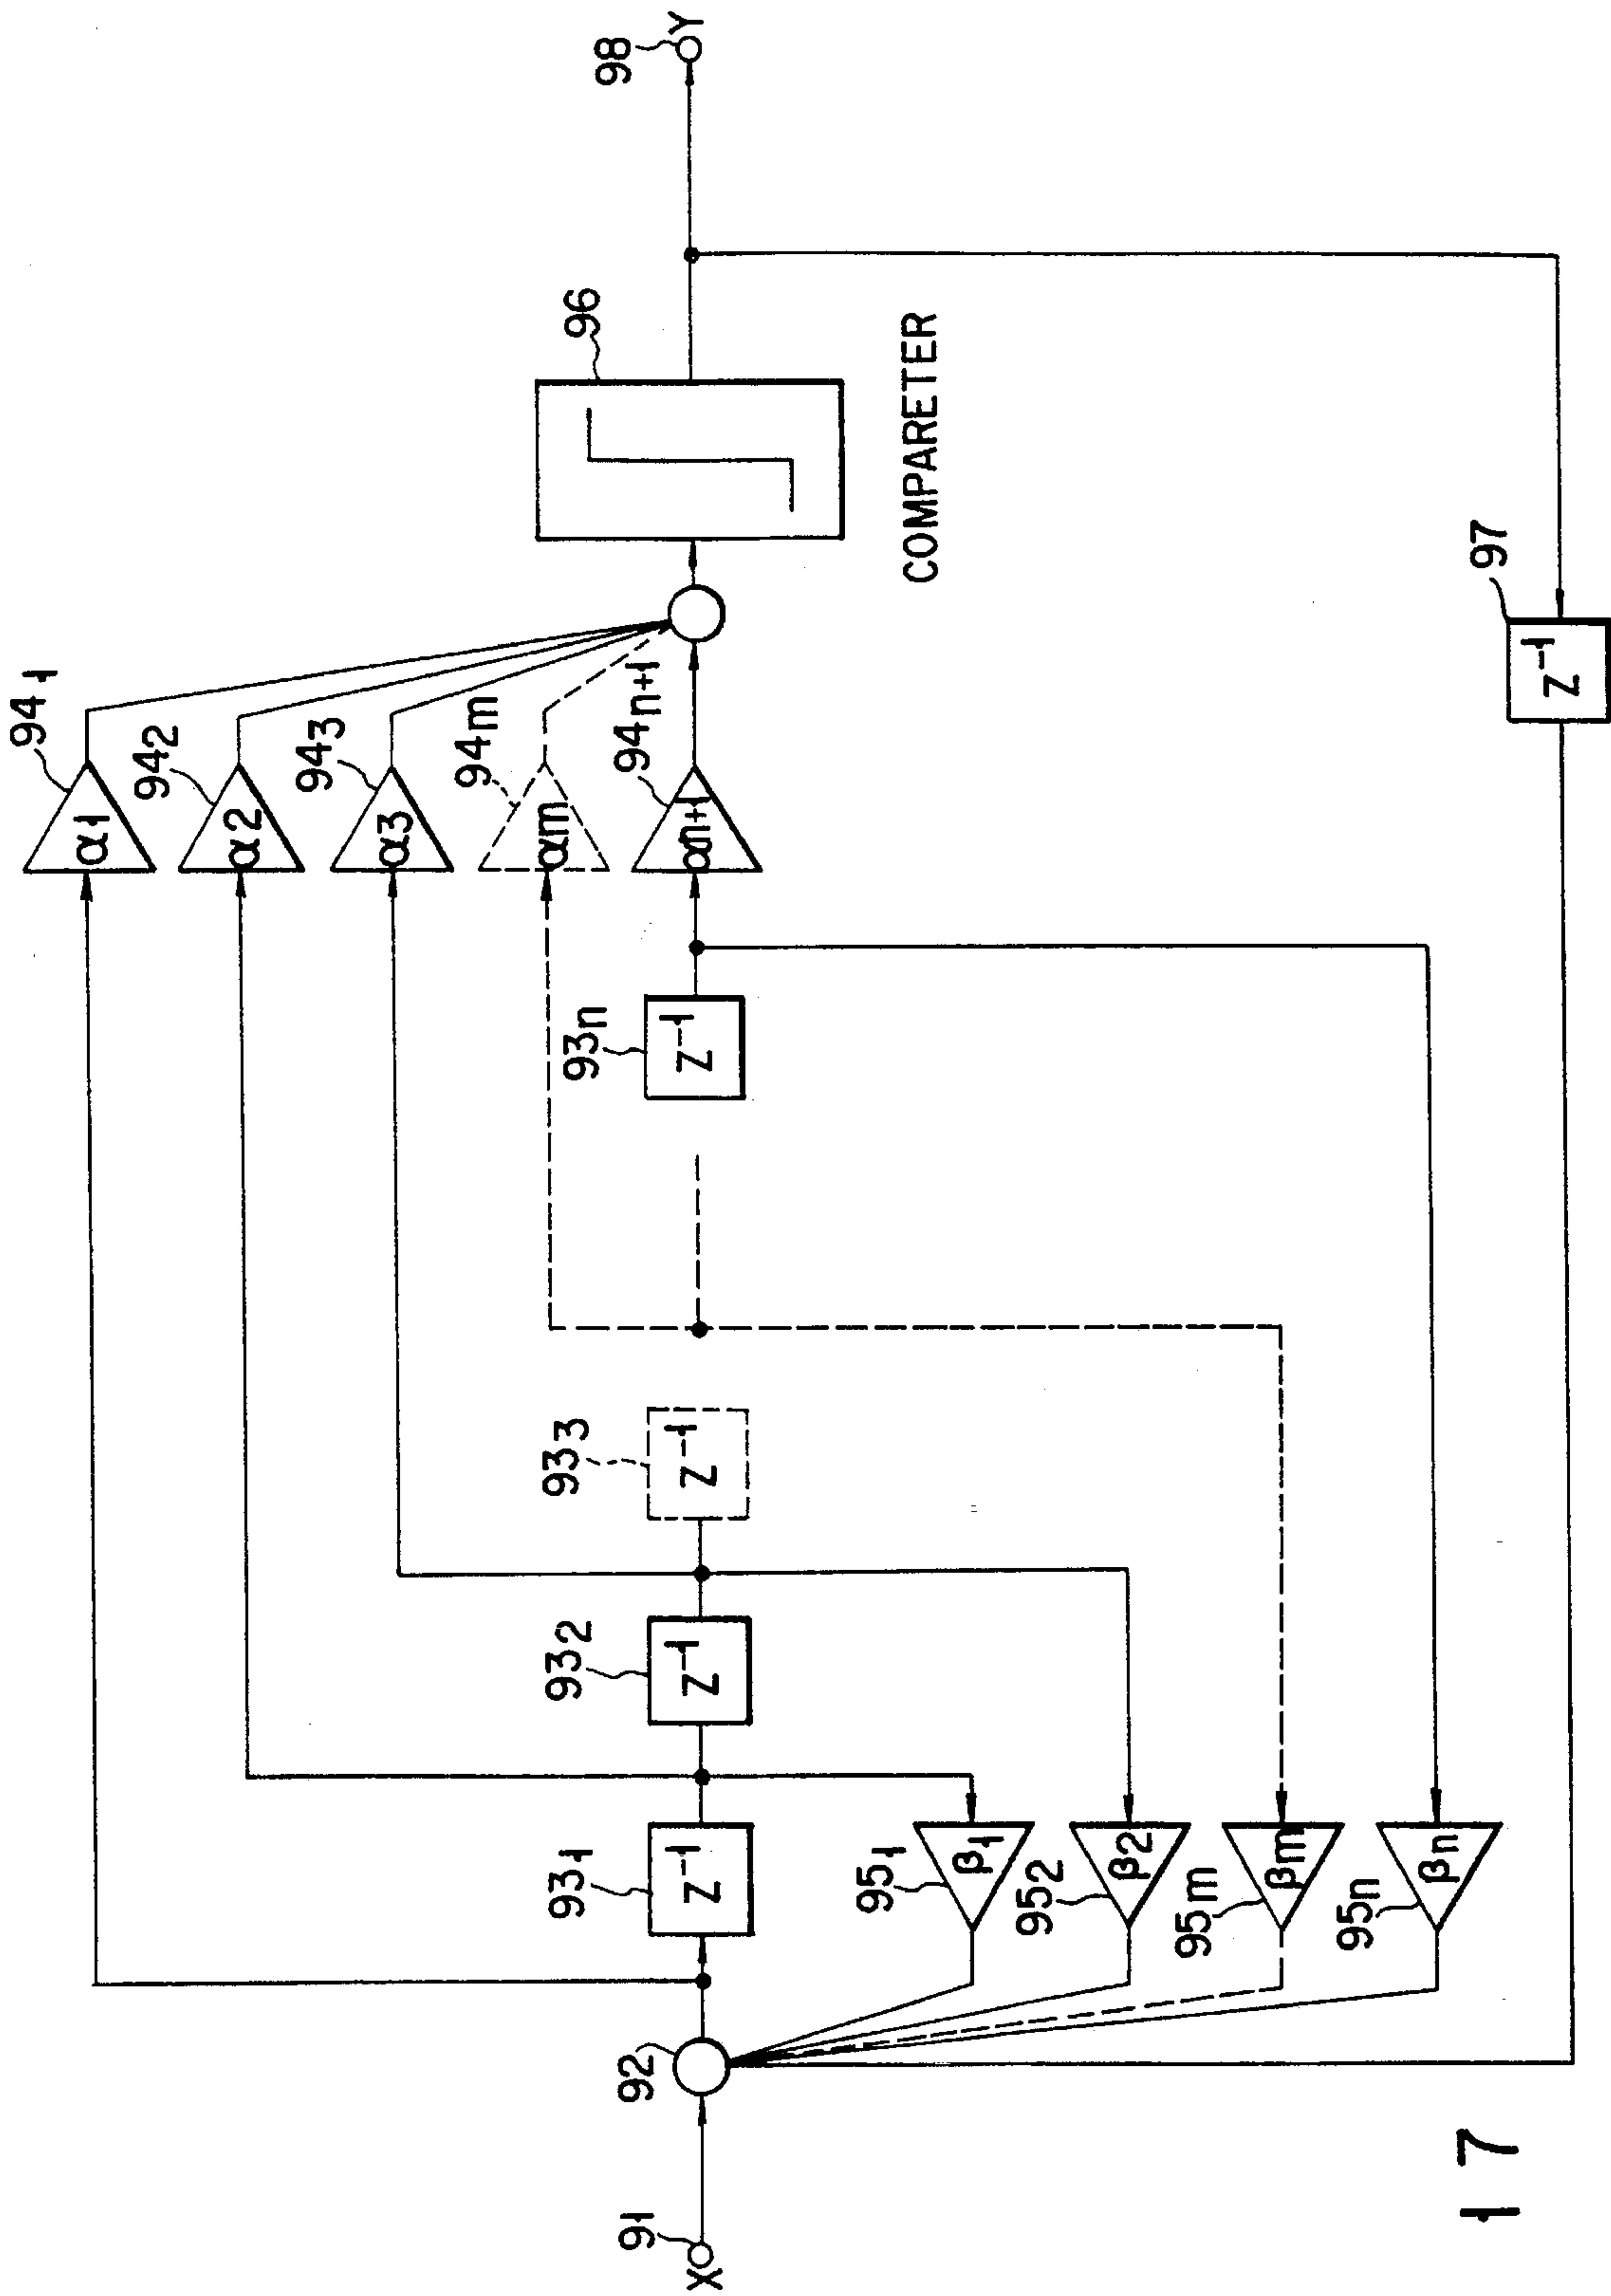 94₁
α1
94₂
α2
94₃
α3
94m
αm
94n+1
αn+1
93₁
Z⁻¹
93₂
Z⁻¹
93₃
Z⁻¹
93n
Z⁻¹
91
X
92
96
COMPARETER
98
Y
95₁
β₁
95₂
β2
95m
βm
95n
βn
97
Z⁻¹
17